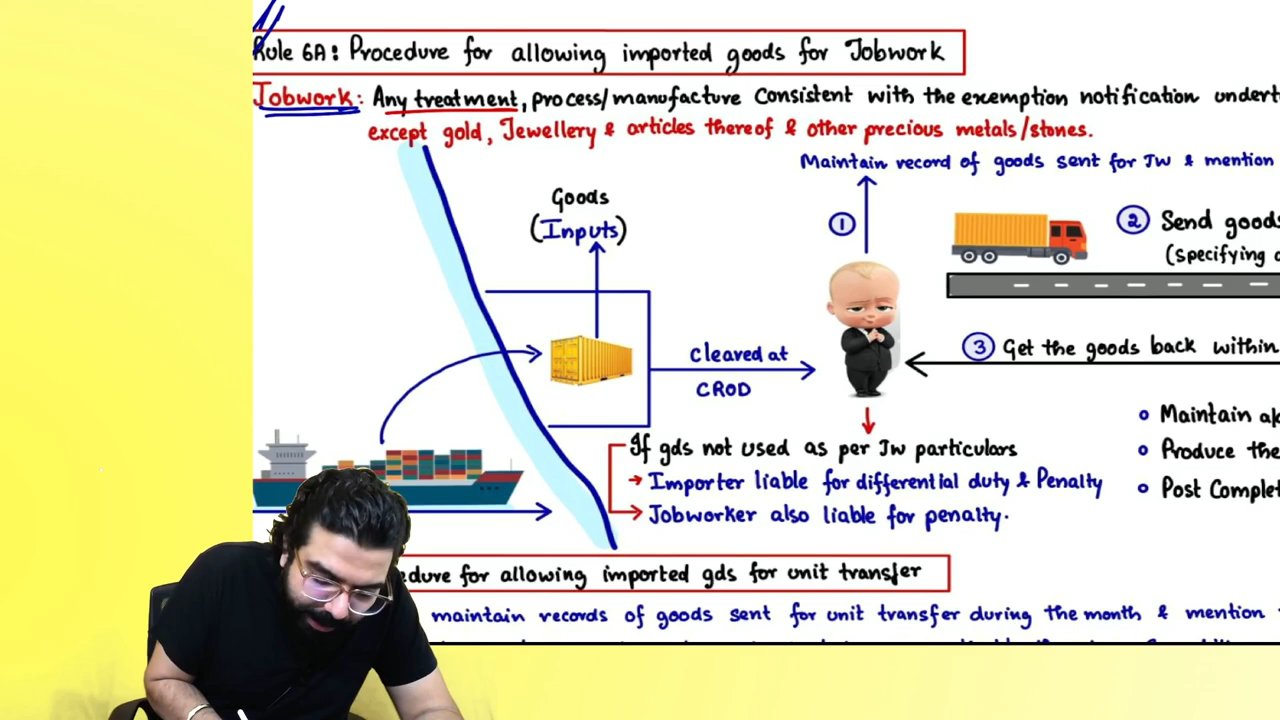 Rule 6A: Procedure for allowing imported goods for Jobwork
Jobwork: Any treatment, process/manufacture Consistent with the exemption notification
except gold, Jewellery & articles thereof & other precious metals/stones.
Maintain record of goods sent for JW & mention
Goods
(Inputs)
1
2 Send
(specifying
3 Get the goods back within
Cleared at
CROD
If gds not used as per JW particulars
→ Importer liable for differential duty & Penalty
→ Jobworker also liable for penalty.
Maintain
Produce the
Post
for allowing imported gds for unit transfer
maintain records of goods sent for unit transfer during the month & mention